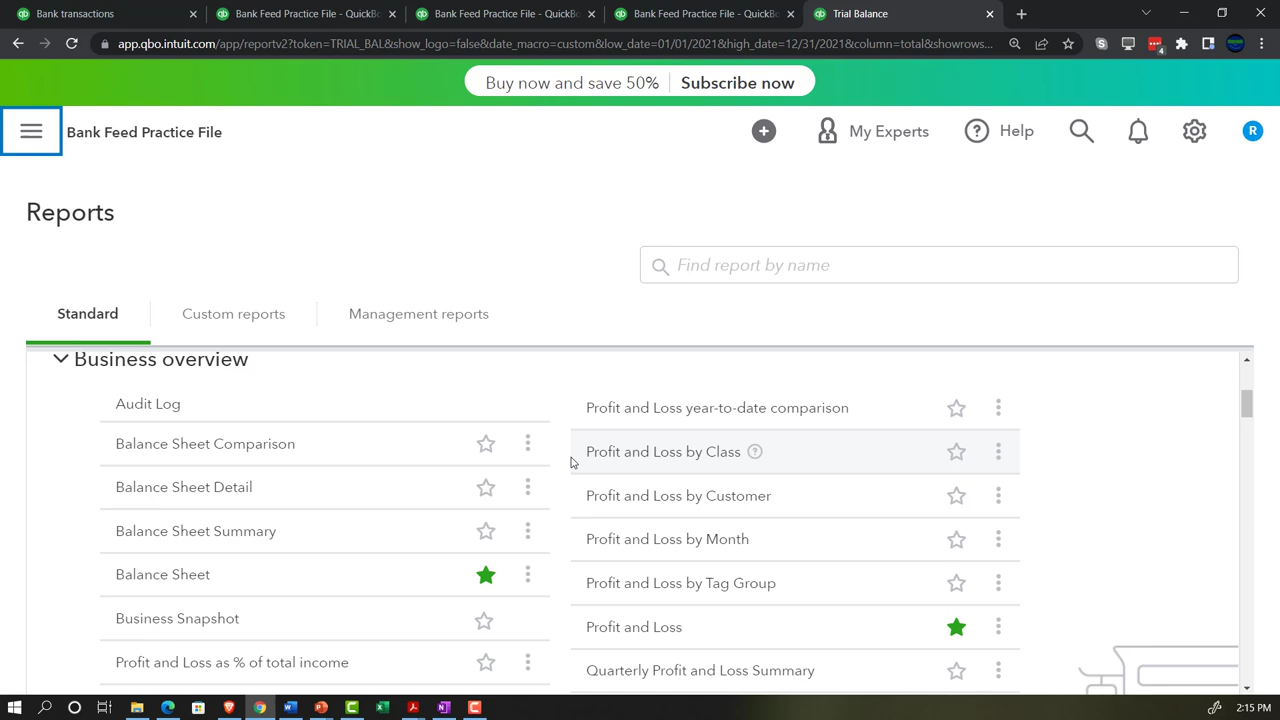 Bank transactions
Bank Feed Practice File - QuickBo
Bank Feed Practice File - QuickBo
Bank Feed Practice File - QuickBo
Trial Balance
app.qbo.intuit.com/app/reportv2?token=TRIAL_BAL&show_logo=false&date_macro=custom&low_date=01/01/2021&high_date=12/31/2021&column=total&showrows...
4
Buy now and save 50% Subscribe now
Bank Feed Practice File
My Experts
Help
R
Reports
Find report by name
Standard
Custom reports
Management reports
Business overview
Audit Log
Balance Sheet Comparison
Balance Sheet Detail
Balance Sheet Summary
Balance Sheet
Business Snapshot
Profit and Loss as % of total income
Profit and Loss year-to-date comparison
Profit and Loss by Class
Profit and Loss by Customer
Profit and Loss by Month
Profit and Loss by Tag Group
Profit and Loss
Quarterly Profit and Loss Summary
2:15 PM